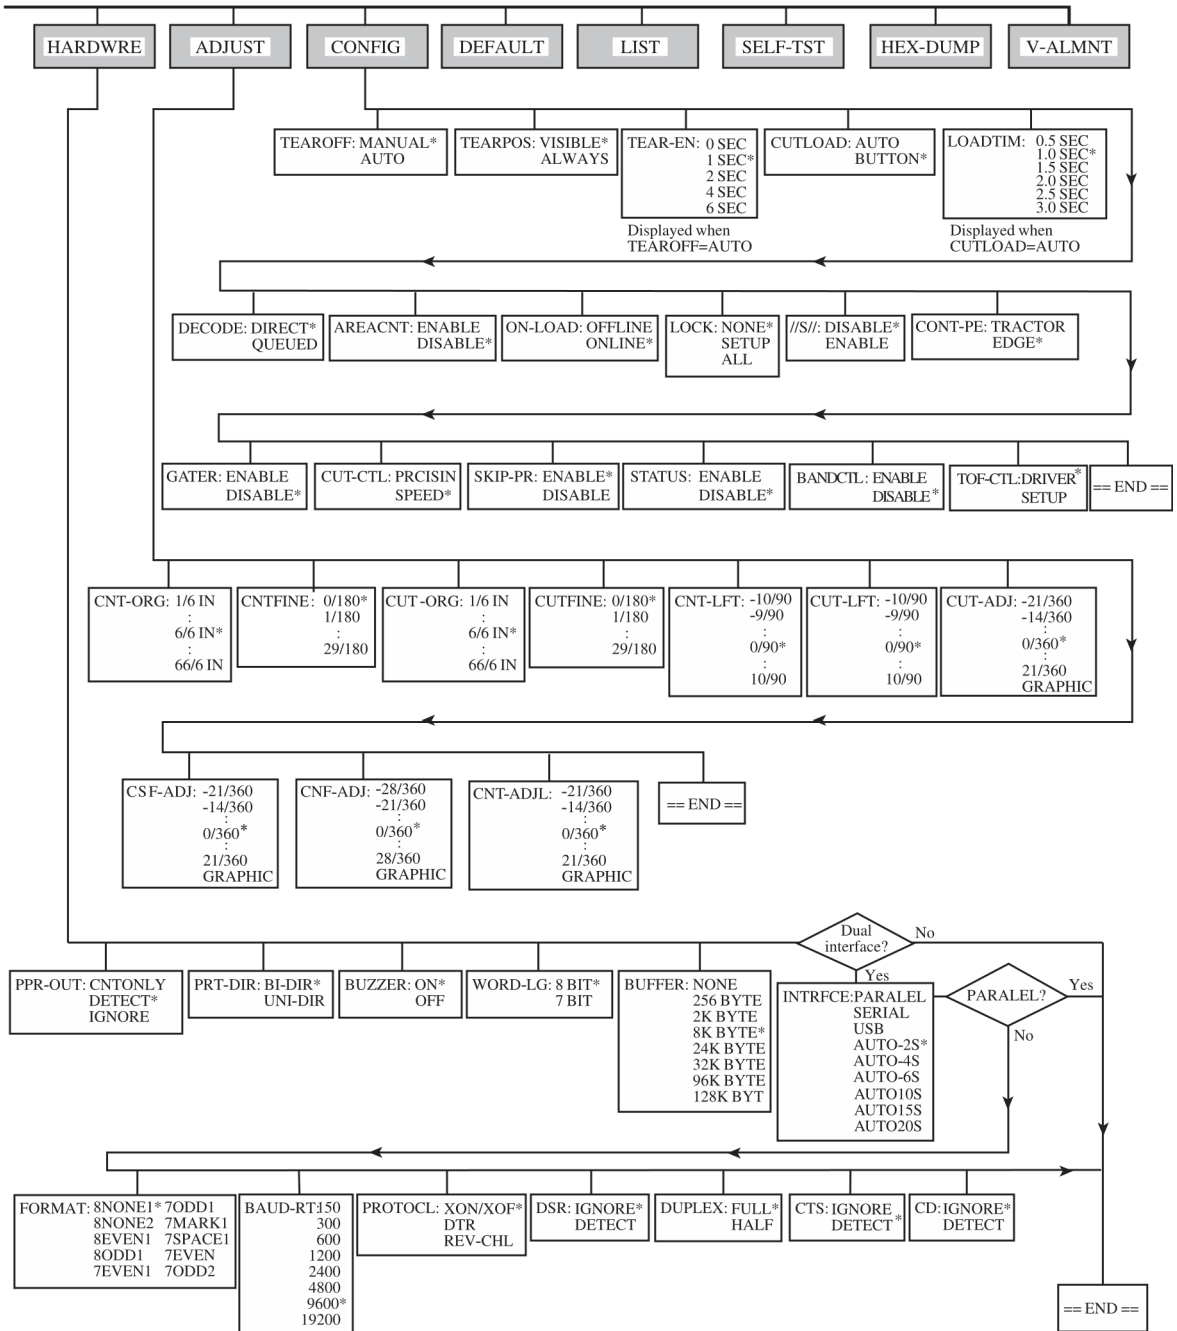 HARDWRE ADJUST CONFIG DEFAULT LIST SELF-TST HEX-DUMP V-ALMNT
TEAROFF: MANUAL*
AUTO
TEARPOS: VISIBLE*
ALWAYS
TEAR-EN: 0 SEC
1 SEC*
2 SEC
4 SEC
6 SEC
Displayed when
TEAROFF=AUTO
CUTLOAD: AUTO
BUTTON*
LOADTIM: 0.5 SEC
1.0 SEC*
1.5 SEC
2.0 SEC
2.5 SEC
3.0 SEC
Displayed when
CUTLOAD=AUTO
DECODE: DIRECT*
QUEUED
AREACNT: ENABLE
DISABLE*
ON-LOAD: OFFLINE
ONLINE*
LOCK: NONE*
SETUP
ALL
//S//: DISABLE*
ENABLE
CONT-PE: TRACTOR
EDGE*
GATER: ENABLE
DISABLE*
CUT-CTL: PRCISIN
SPEED*
SKIP-PR: ENABLE*
DISABLE
STATUS: ENABLE
DISABLE*
BANDCTL: ENABLE
DISABLE*
TOF-CTL:DRIVER*
SETUP
== END ==
CNT-ORG: 1/6 IN
:
6/6 IN*
:
66/6 IN
CNTFINE: 0/180*
1/180
:
29/180
CUT -ORG: 1/6 IN
:
6/6 IN*
:
66/6 IN
CUTFINE: 0/180*
1/180
:
29/180
CNT-LFT: -10/90
-9/90
:
0/90*
:
10/90
CUT-LFT: -10/90
-9/90
:
0/90*
:
10/90
CUT-ADJ: -21/360
-14/360
:
0/360*
:
21/360
GRAPHIC
CSF-ADJ: -21/360
-14/360
:
0/360*
:
21/360
GRAPHIC
CNF-ADJ: -28/360
-21/360
:
0/360*
:
28/360
GRAPHIC
CNT-ADJL: -21/360
-14/360
:
0/360*
:
21/360
GRAPHIC
== END ==
PPR-OUT: CNTONLY
DETECT*
IGNORE
PRT-DIR: BI-DIR*
UNI-DIR
BUZZER: ON*
OFF
WORD-LG: 8 BIT*
7 BIT
BUFFER: NONE
256 BYTE
2K BYTE
8K BYTE*
24K BYTE
32K BYTE
96K BYTE
128K BYT
Dual
interface?
No
Yes
INTRFCE:PARALEL
SERIAL
USB
AUTO-2S*
AUTO-4S
AUTO-6S
AUTO10S
AUTO15S
AUTO20S
PARALEL?
Yes
No
FORMAT: 8NONE1* 7ODD1
8NONE2 7MARK1
8EVEN1 7SPACE1
8ODD1 7EVEN
7EVEN1 7ODD2
BAUD-RT:150
300
600
1200
2400
4800
9600*
19200
PROTOCL: XON/XOF*
DTR
REV-CHL
DSR: IGNORE*
DETECT
DUPLEX: FULL*
HALF
CTS: IGNORE
DETECT*
CD: IGNORE*
DETECT
== END ==